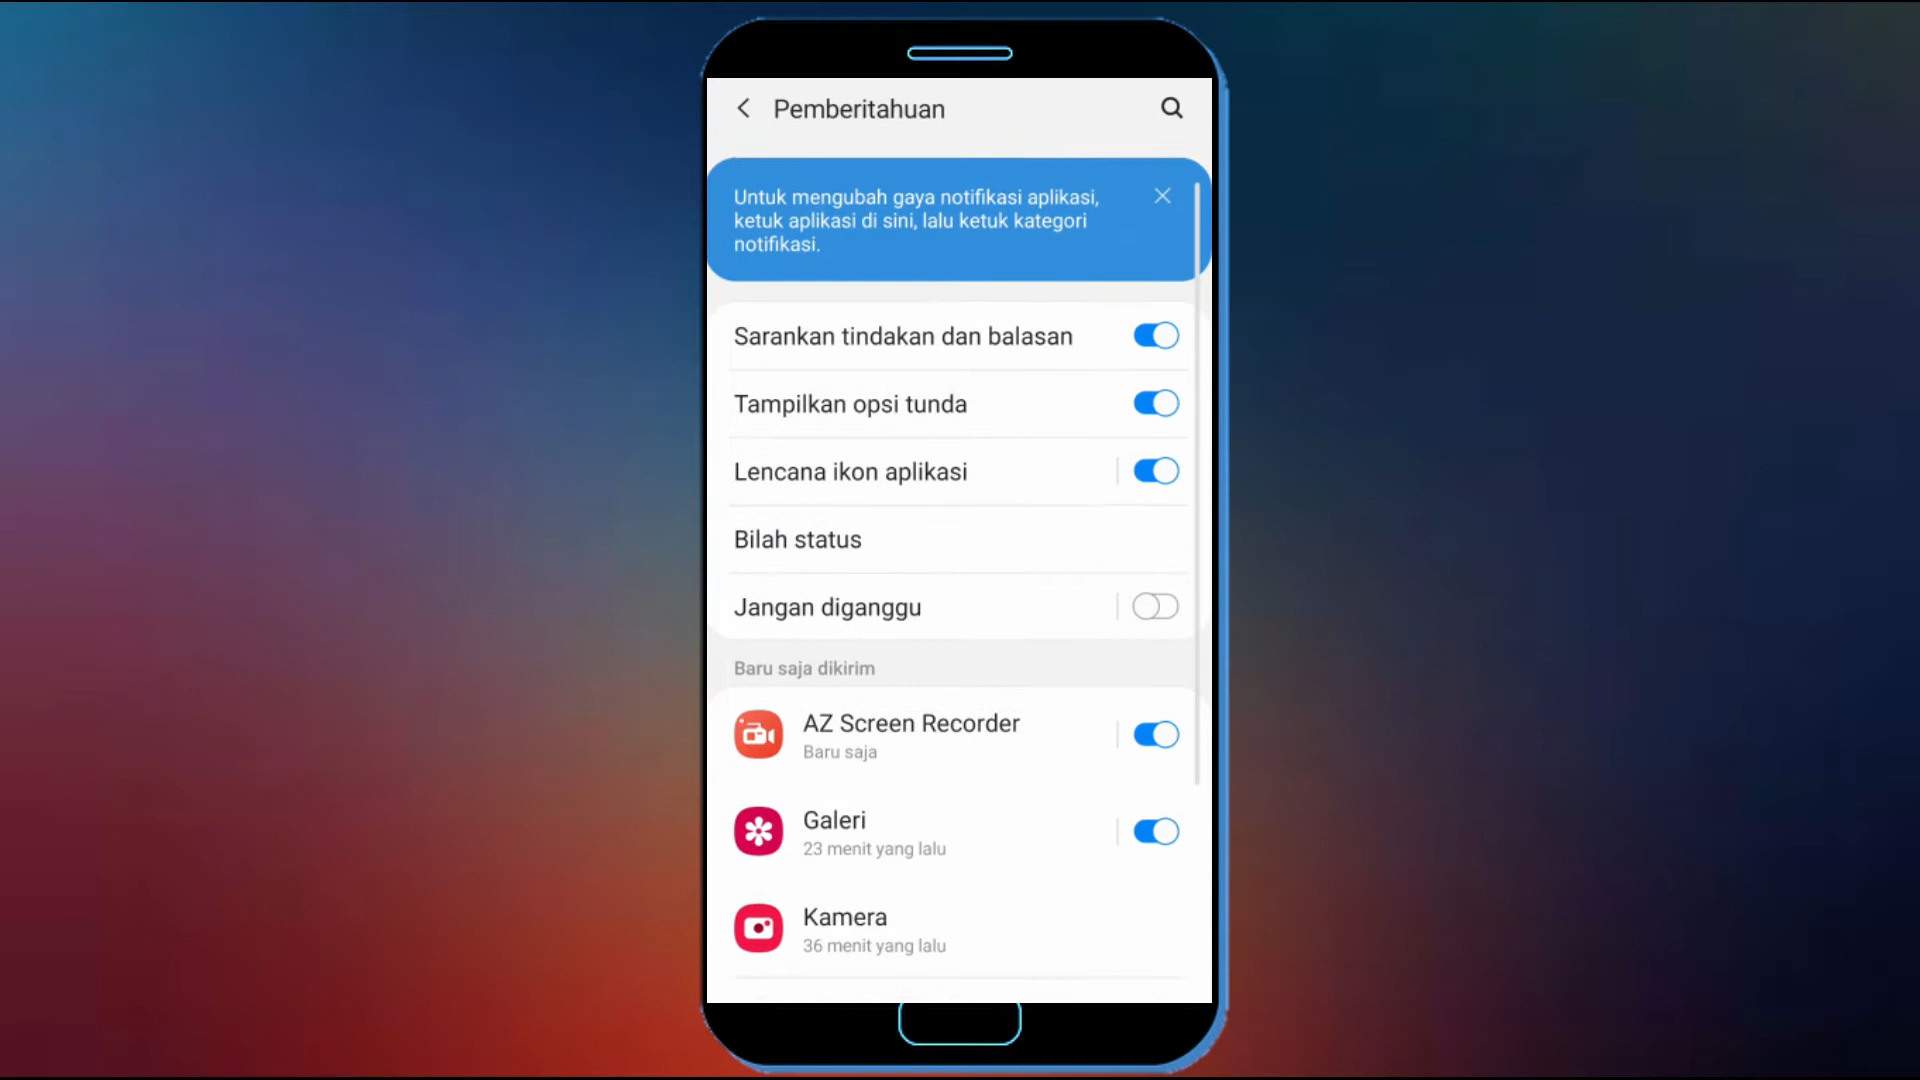 Pemberitahuan
Untuk mengubah gaya notifikasi aplikasi,
ketuk aplikasi di sini, lalu ketuk kategori
notifikasi.
Sarankan tindakan dan balasan
Tampilkan opsi tunda
Lencana ikon aplikasi
Bilah status
Jangan diganggu
Baru saja dikirim
AZ Screen Recorder
Baru saja
Galeri
23 menit yang lalu
Kamera
36 menit yang lalu